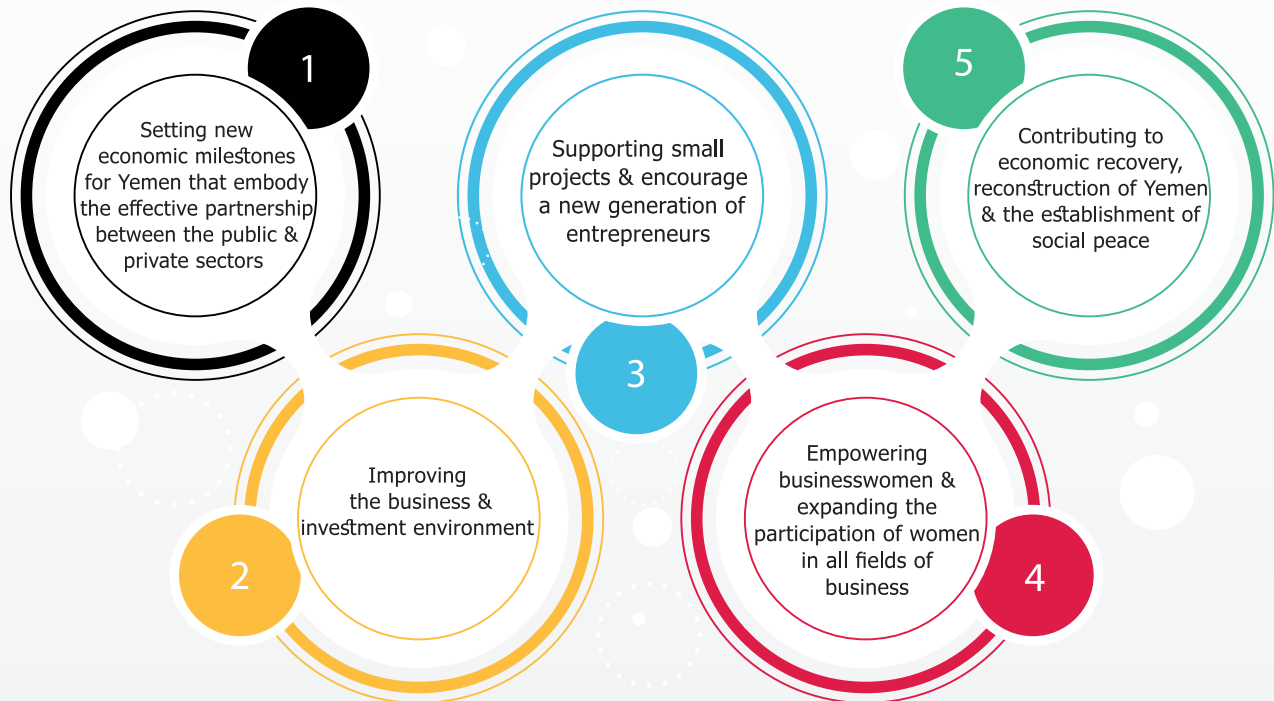 1
Setting new
economic milestones
for Yemen that embody
the effective partnership
between the public &
private sectors
2
Improving
the business &
investment environment
3
Supporting small
projects & encourage
a new generation of
entrepreneurs
4
Empowering
businesswomen &
expanding the
participation of women
in all fields of
business
5
Contributing to
economic recovery,
reconstruction of Yemen
& the establishment of
social peace